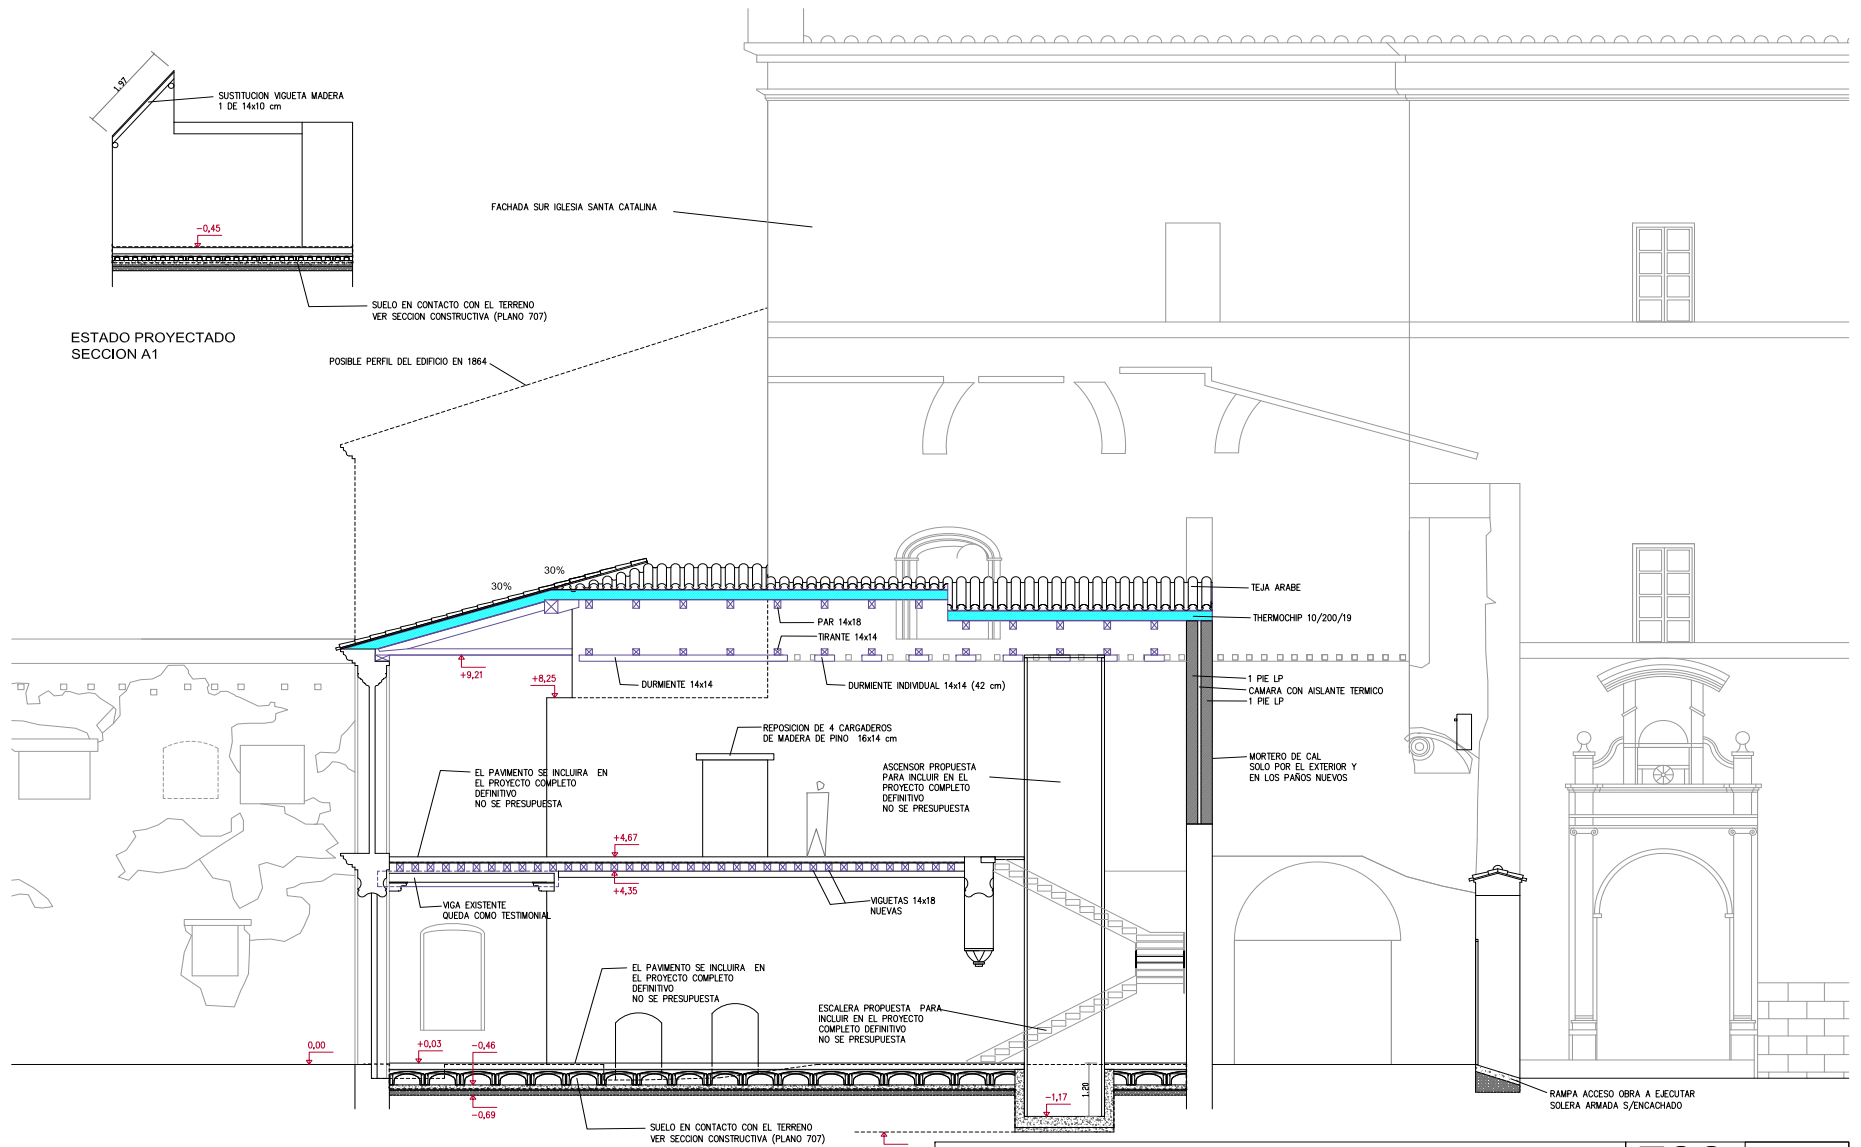 1.97
SUSTITUCION VIGUETA MADERA
1 DE 14x10 cm
-0,45
SUELO EN CONTACTO CON EL TERRENO
VER SECCION CONSTRUCTIVA (PLANO 707)
ESTADO PROYECTADO
SECCION A1
FACHADA SUR IGLESIA SANTA CATALINA
POSIBLE PERFIL DEL EDIFICIO EN 1864
30%
30%
TEJA ARABE
THERMOCHIP 10/200/19
PAR 14x18
TIRANTE 14x14
+9,21
+8,25
DURMIENTE 14x14
DURMIENTE INDIVIDUAL 14x14 (42 cm)
1 PIE LP
CAMARA CON AISLANTE TERMICO
1 PIE LP
REPOSICION DE 4 CARGADEROS
DE MADERA DE PINO 16x14 cm
MORTERO DE CAL
SOLO POR EL EXTERIOR Y
EN LOS PAÑOS NUEVOS
EL PAVIMENTO SE INCLUIRA EN
EL PROYECTO COMPLETO
DEFINITIVO
NO SE PRESUPUESTA
ASCENSOR PROPUESTA
PARA INCLUIR EN EL
PROYECTO COMPLETO
DEFINITIVO
NO SE PRESUPUESTA
+4,67
+4,35
VIGA EXISTENTE
QUEDA COMO TESTIMONIAL
VIGUETAS 14x18
NUEVAS
EL PAVIMENTO SE INCLUIRA EN
EL PROYECTO COMPLETO
DEFINITIVO
NO SE PRESUPUESTA
ESCALERA PROPUESTA PARA
INCLUIR EN EL PROYECTO
COMPLETO DEFINITIVO
NO SE PRESUPUESTA
0,00
+0,03
-0,46
-0,69
-1,17
1.20
RAMPA ACCESO OBRA A EJECUTAR
SOLERA ARMADA S/ENCACHADO
SUELO EN CONTACTO CON EL TERRENO
VER SECCION CONSTRUCTIVA (PLANO 707)